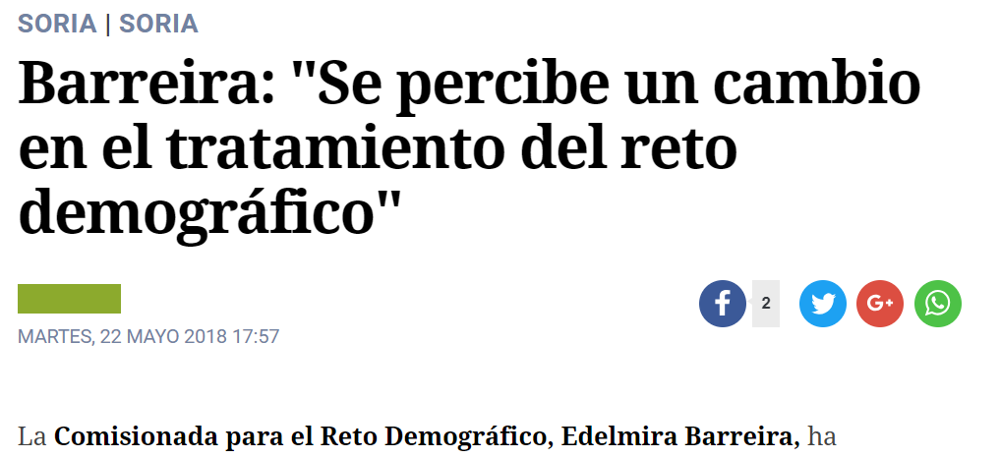 SORIA | SORIA
Barreira: "Se percibe un cambio
en el tratamiento del reto
demográfico"
2
MARTES, 22 MAYO 2018 17:57
La Comisionada para el Reto Demográfico, Edelmira Barreira, ha